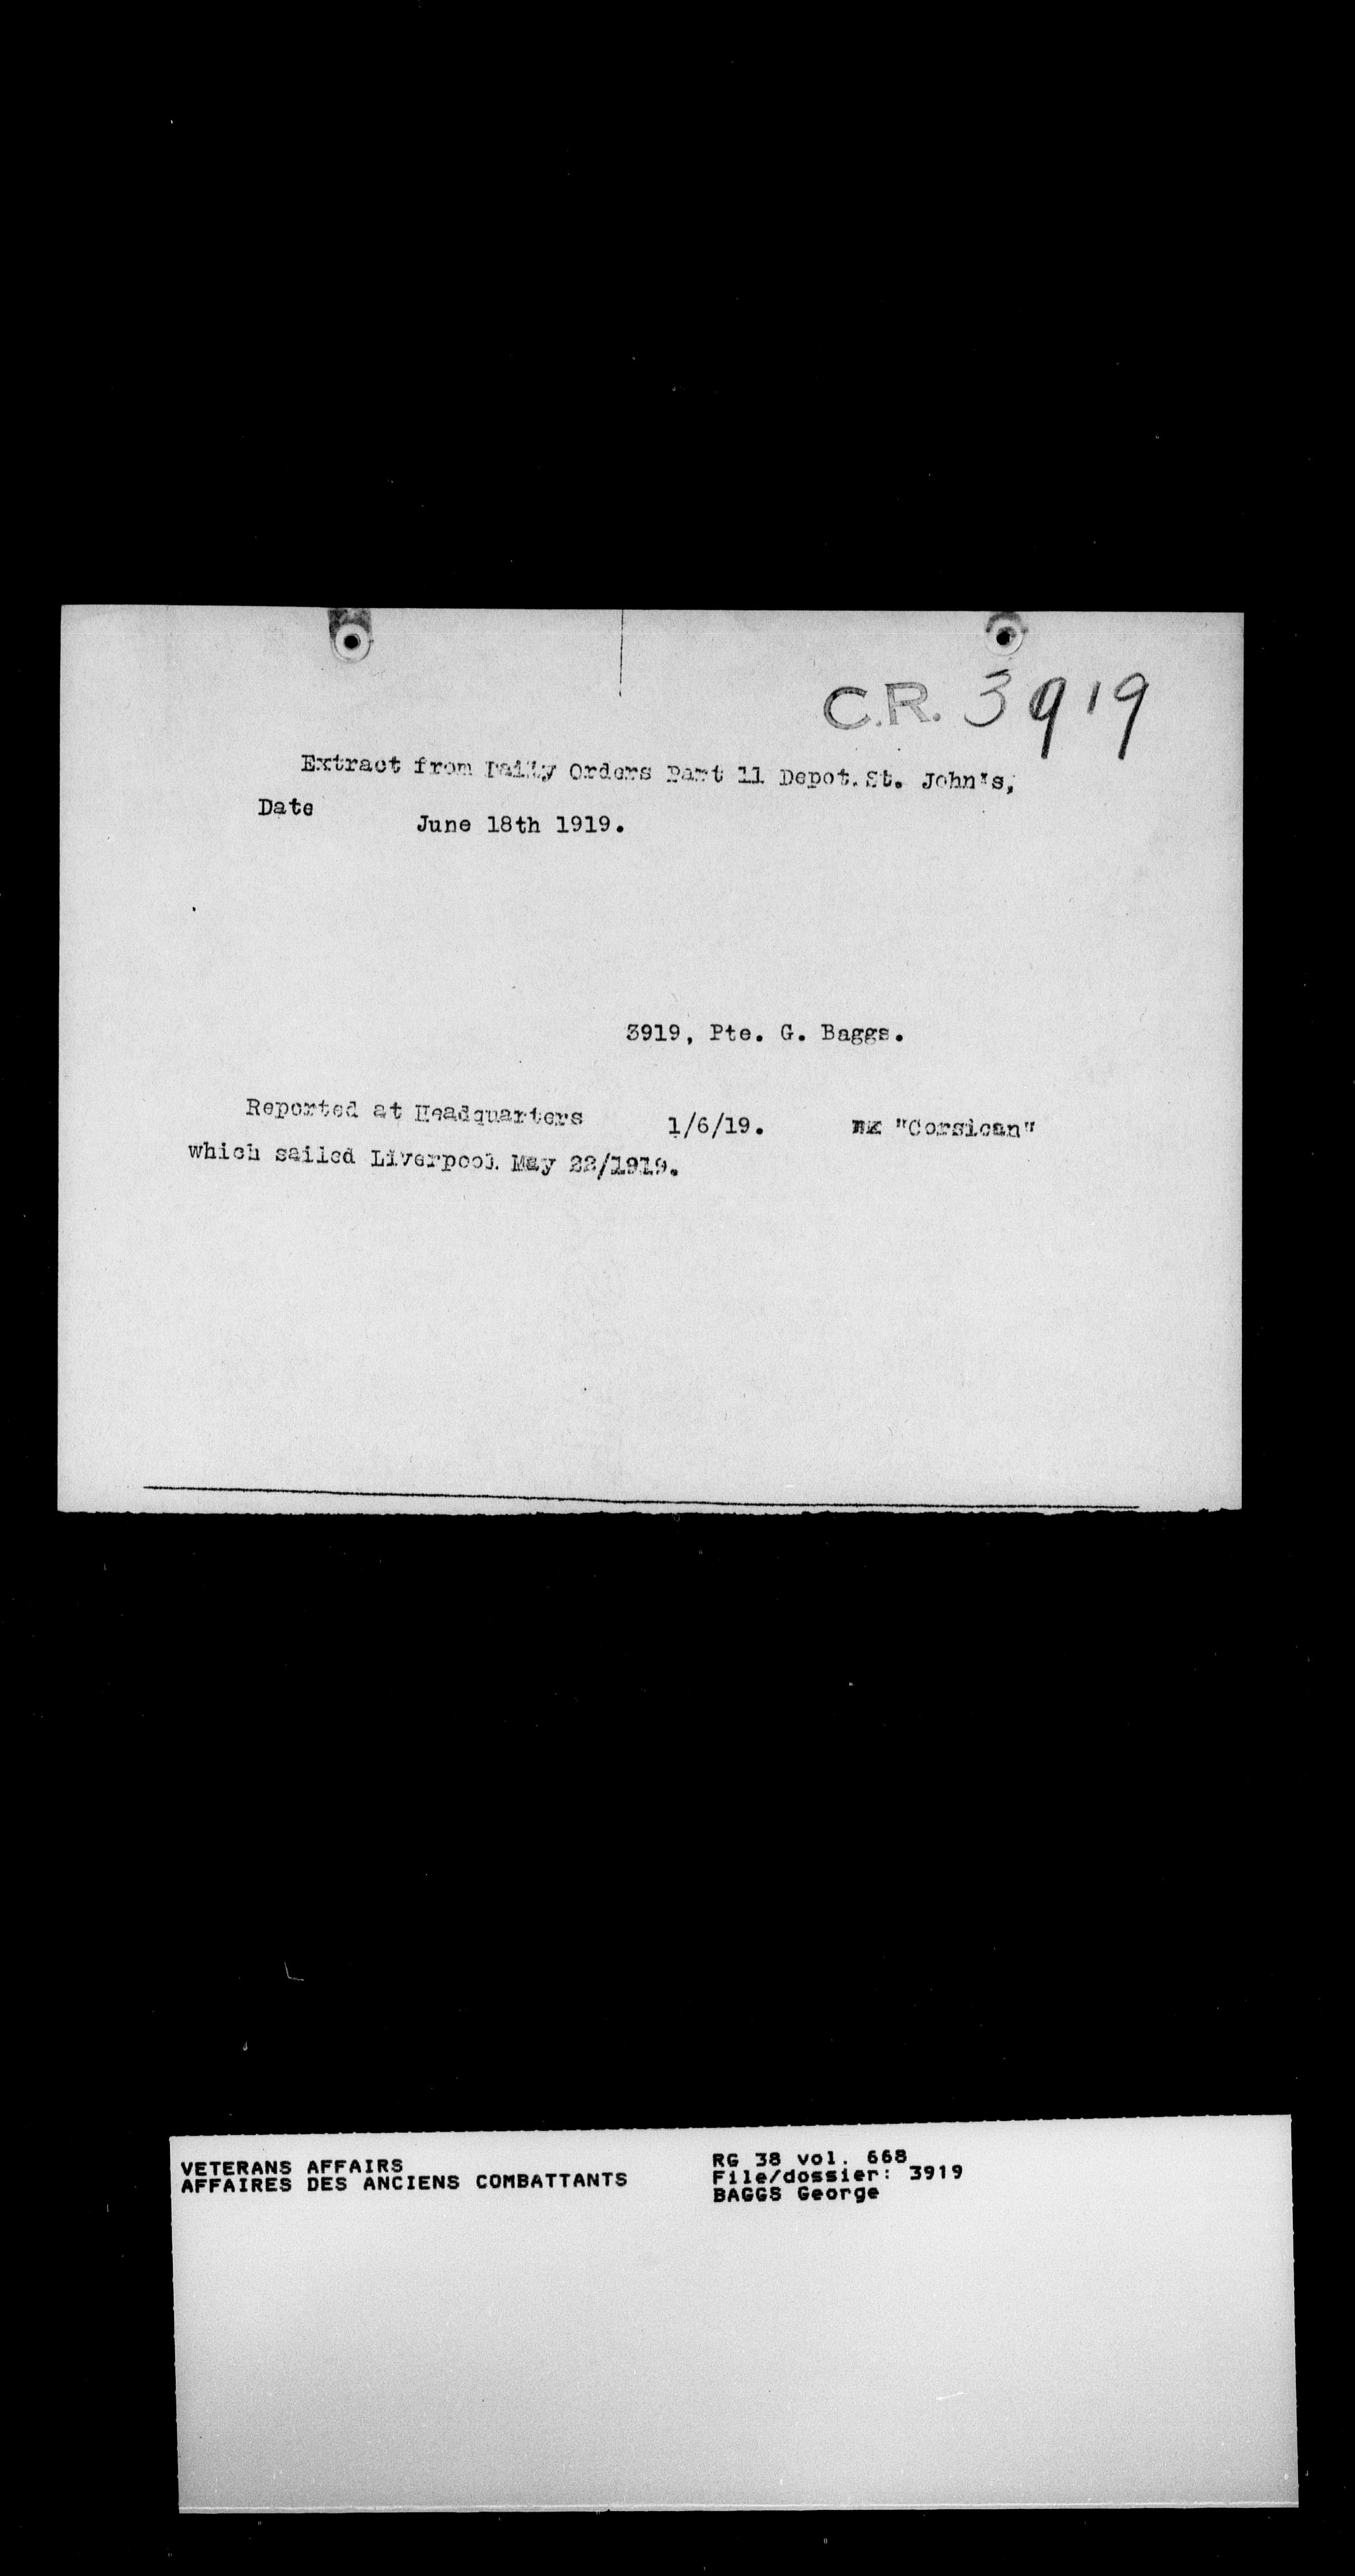 C.R. 3919
Extract from Daily Orders Part 11 Depot. St. John's,
Date
June 18th 1919.
3919, Pte. G. Baggs.
Reported at Headquarters 1/6/19. "Corsican"
which sailed Liverpool May 22/1919.
VETERANS AFFAIRS
AFFAIRES DES ANCIENS COMBATTANTS
RG 38 vol. 668
File/dossier: 3919
BAGGS George